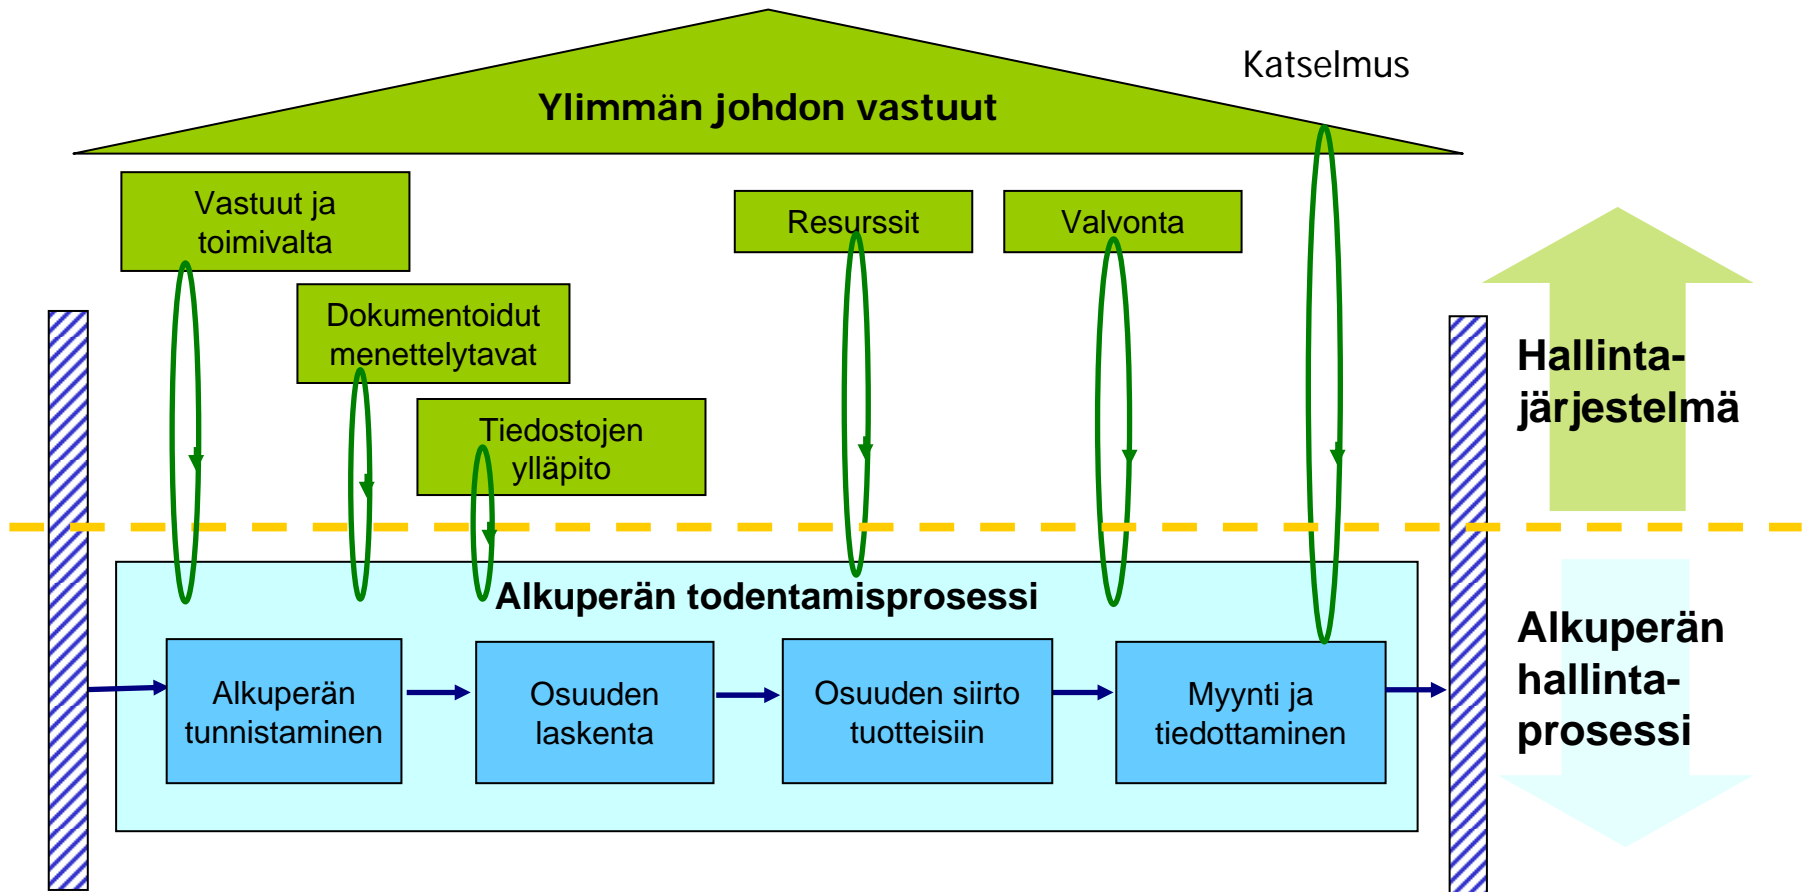 Katselmus
Ylimmän johdon vastuut
Vastuut ja
toimivalta
Resurssit
Valvonta
Dokumentoidut
menettelytavat
Tiedostojen
ylläpito
Hallinta-
järjestelmä
Alkuperän todentamisprosessi
Alkuperän
tunnistaminen
Osuuden
laskenta
Osuuden siirto
tuotteisiin
Myynti ja
tiedottaminen
Alkuperän
hallinta-
prosessi